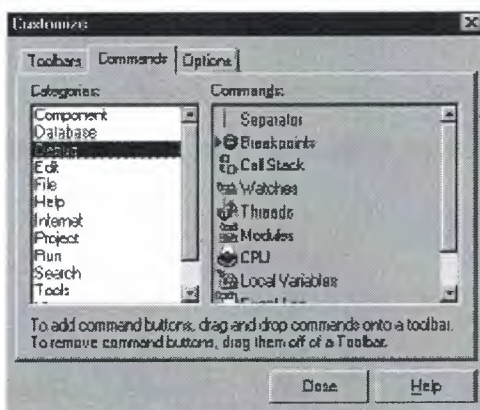 Customize
Toolbars Commands Options
Categories: Commands:
Component
Database
Debug
Edit
File
Help
Internet
Project
Run
Search
Tools
Separator
Breakpoints
Call Stack
Watches
Threads
Modules
CPU
Local Variables
Event Log
To add command buttons, drag and drop commands onto a toolbar.
To remove command buttons, drag them off of a Toolbar.
Close Help